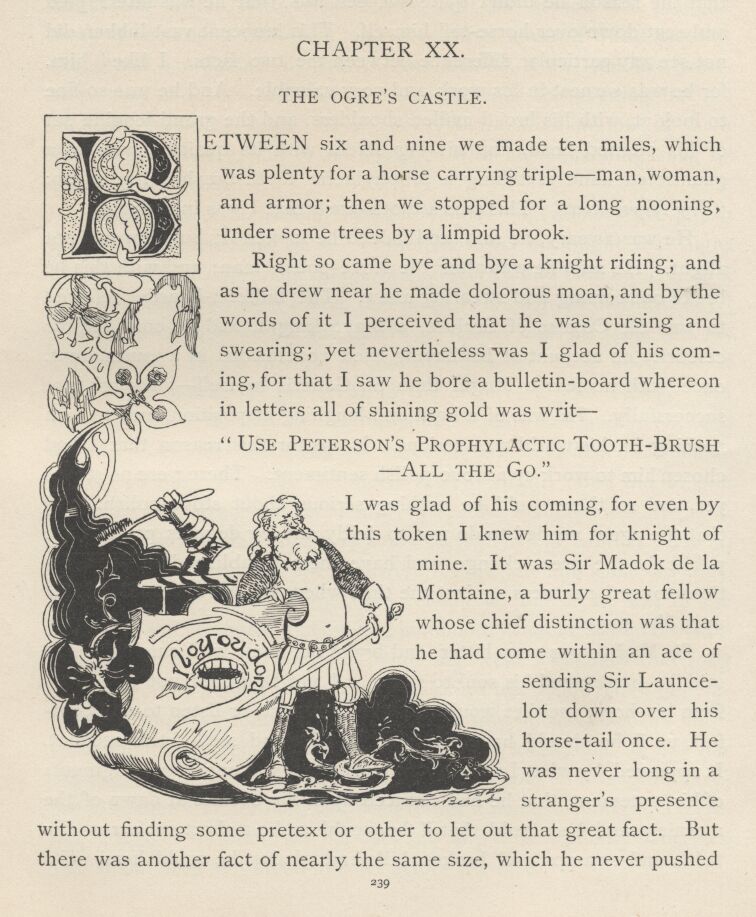 CHAPTER XX.
THE OGRE'S CASTLE.
BETWEEN six and nine we made ten miles, which
was plenty for a horse carrying triple—man, woman,
and armor; then we stopped for a long nooning,
under some trees by a limpid brook.
Right so came bye and bye a knight riding; and
as he drew near he made dolorous moan, and by the
words of it I perceived that he was cursing and
swearing; yet nevertheless was I glad of his com-
ing, for that I saw he bore a bulletin-board whereon
in letters all of shining gold was writ—
"USE PETERSON'S PROPHYLACTIC TOOTH-BRUSH
—ALL THE GO."
I was glad of his coming, for even by
this token I knew him for knight of
mine. It was Sir Madok de la
Montaine, a burly great fellow
whose chief distinction was that
he had come within an ace of
sending Sir Launce-
lot down over his
horse-tail once. He
was never long in a
stranger's presence
without finding some pretext or other to let out that great fact. But
there was another fact of nearly the same size, which he never pushed
Noyoudont
Dan Beard
239